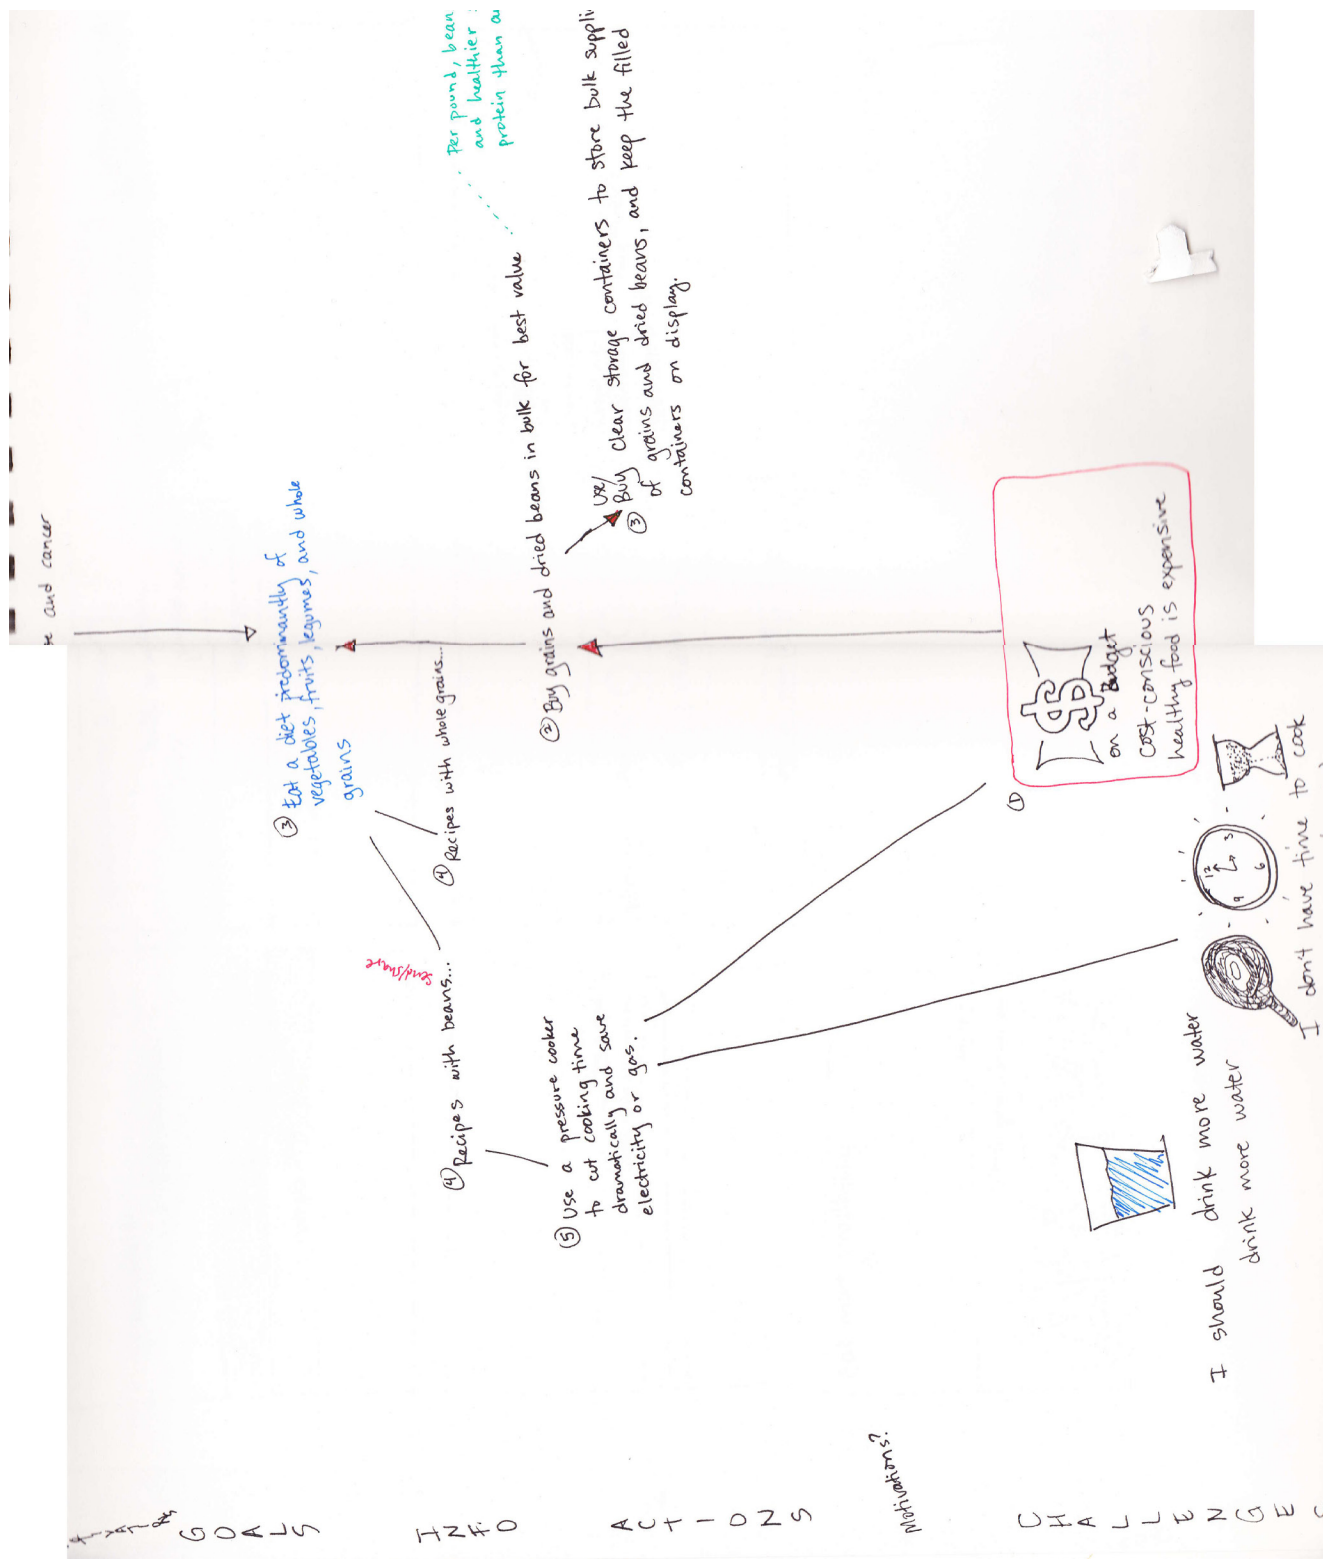 e and cancer
③ Eat a diet predominantly of
vegetables, fruits, legumes, and whole
grains
send/share
④ Recipes with beans...
④ Recipes with whole grains...
Per pound, bean
and healthier
protein than a
② Buy grains and dried beans in bulk for best value
⑤ Use a pressure cooker
to cut cooking time
dramatically and save
electricity or gas.
use/
③ Buy clear storage containers to store bulk suppli
of grains and dried beans, and keep the filled
containers on display.
①
$
on a Budget
cost-conscious
healthy food is expensive
12
3
6
9
I should drink more water
drink more water
I don't have time to cook
GOALS
INFO
ACTIONS
Motivations?
CHALLENGE